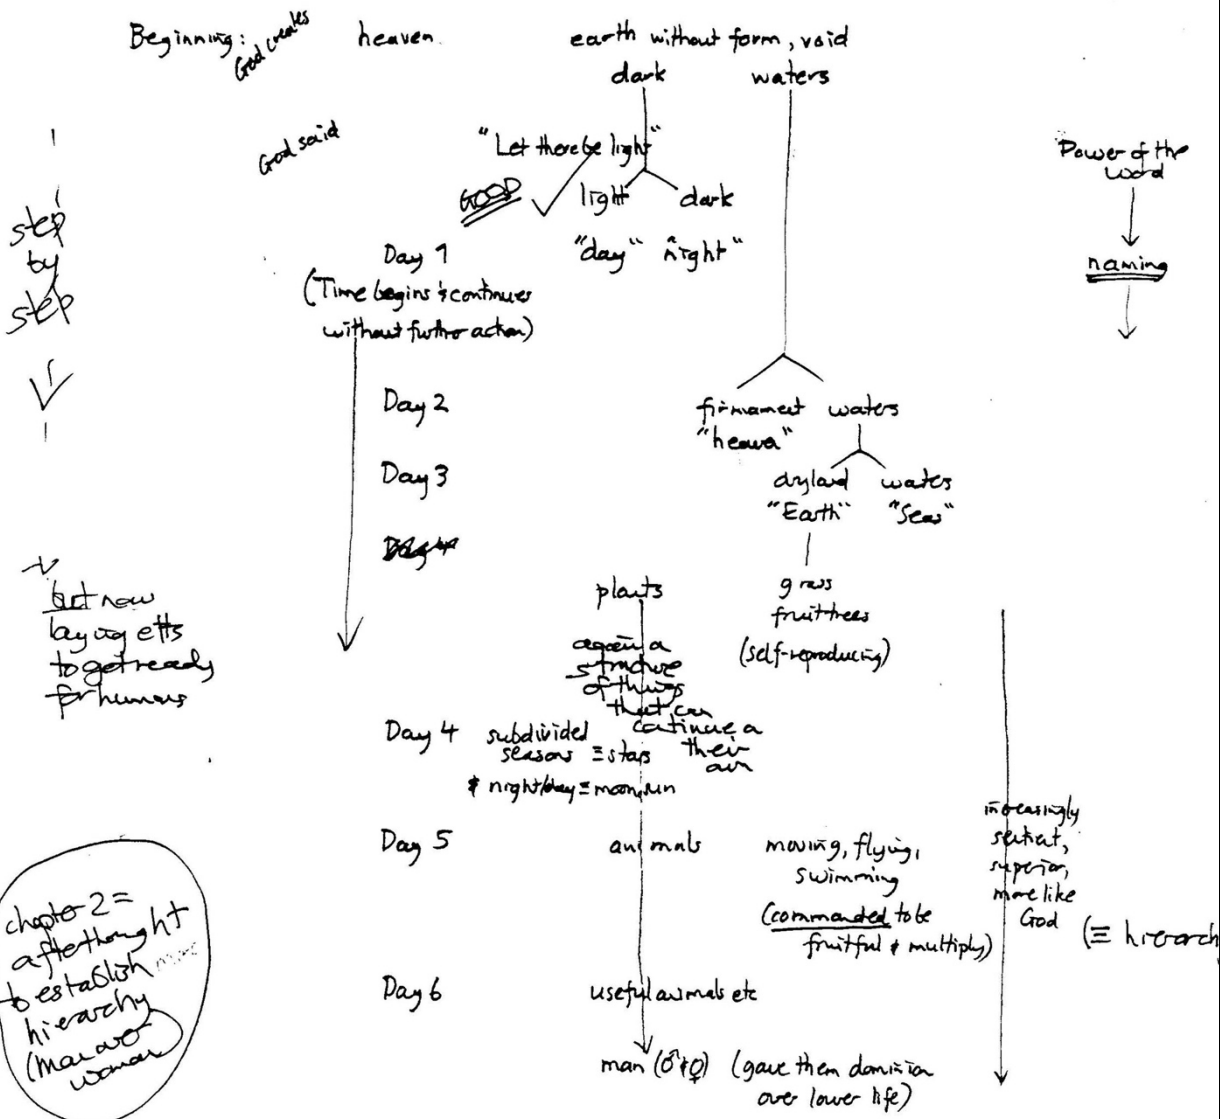 Beginning: God creates heaven earth without form, void
dark waters
God said "Let there be light"
Power of the
word
GOOD light dark
naming
Day 1 "day" "night"
(Time begins & continues
without further action)
step
by
step
Day 2 firmament waters
"heaven"
Day 3 dryland waters
"Earth" "Seas"
Day 4
grass
fruit trees
(self-reproducing)
plants
again a
structure
of things
that can
continue on
their
own
but now
laying
to get ready
for humans
Day 4 subdivided
seasons ≡ stars
& night/day ≡ moon, sun
Day 5 animals moving, flying,
swimming
(commanded to be
fruitful & multiply)
increasingly
sentient,
superior,
more like
God
(≡ hierarch
Day 6 useful animals etc
man (♂&♀) (gave them dominion
over lower life)
chapter 2 =
afterthought
to establish
hierarchy
(man over
woman)